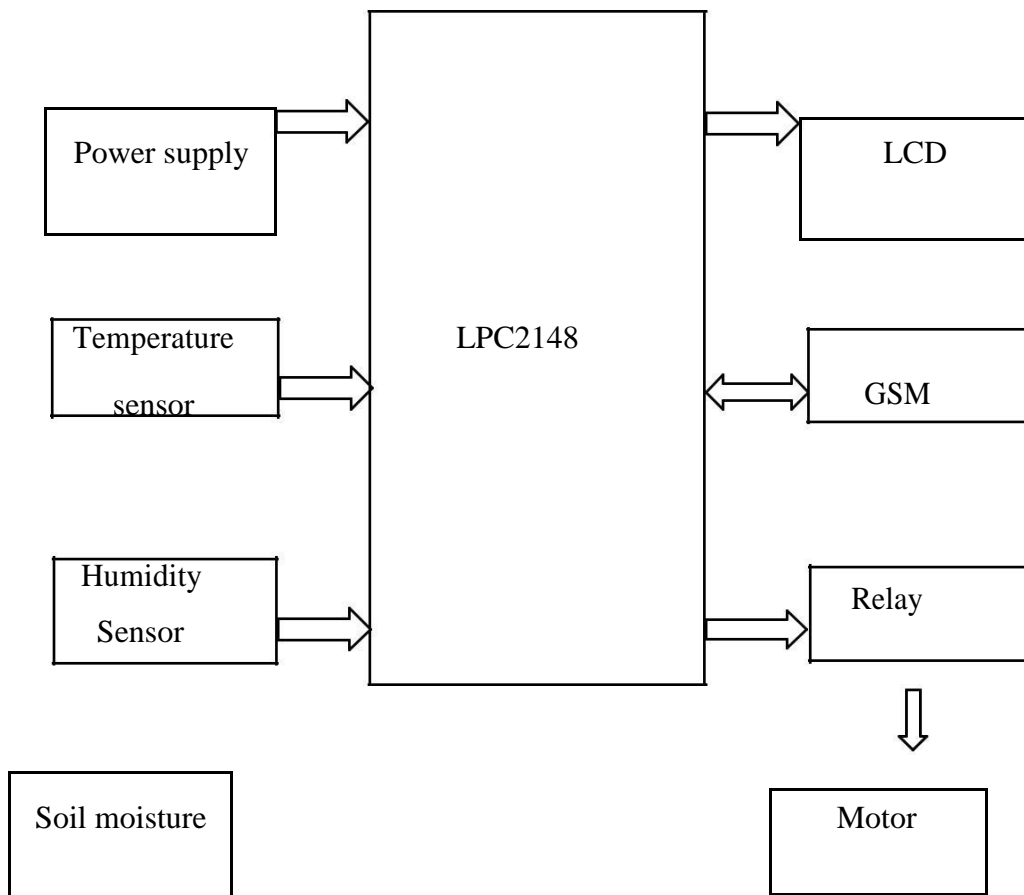 Power supply
LCD
Temperature
sensor
LPC2148
GSM
Humidity
Sensor
Relay
Soil moisture
Motor